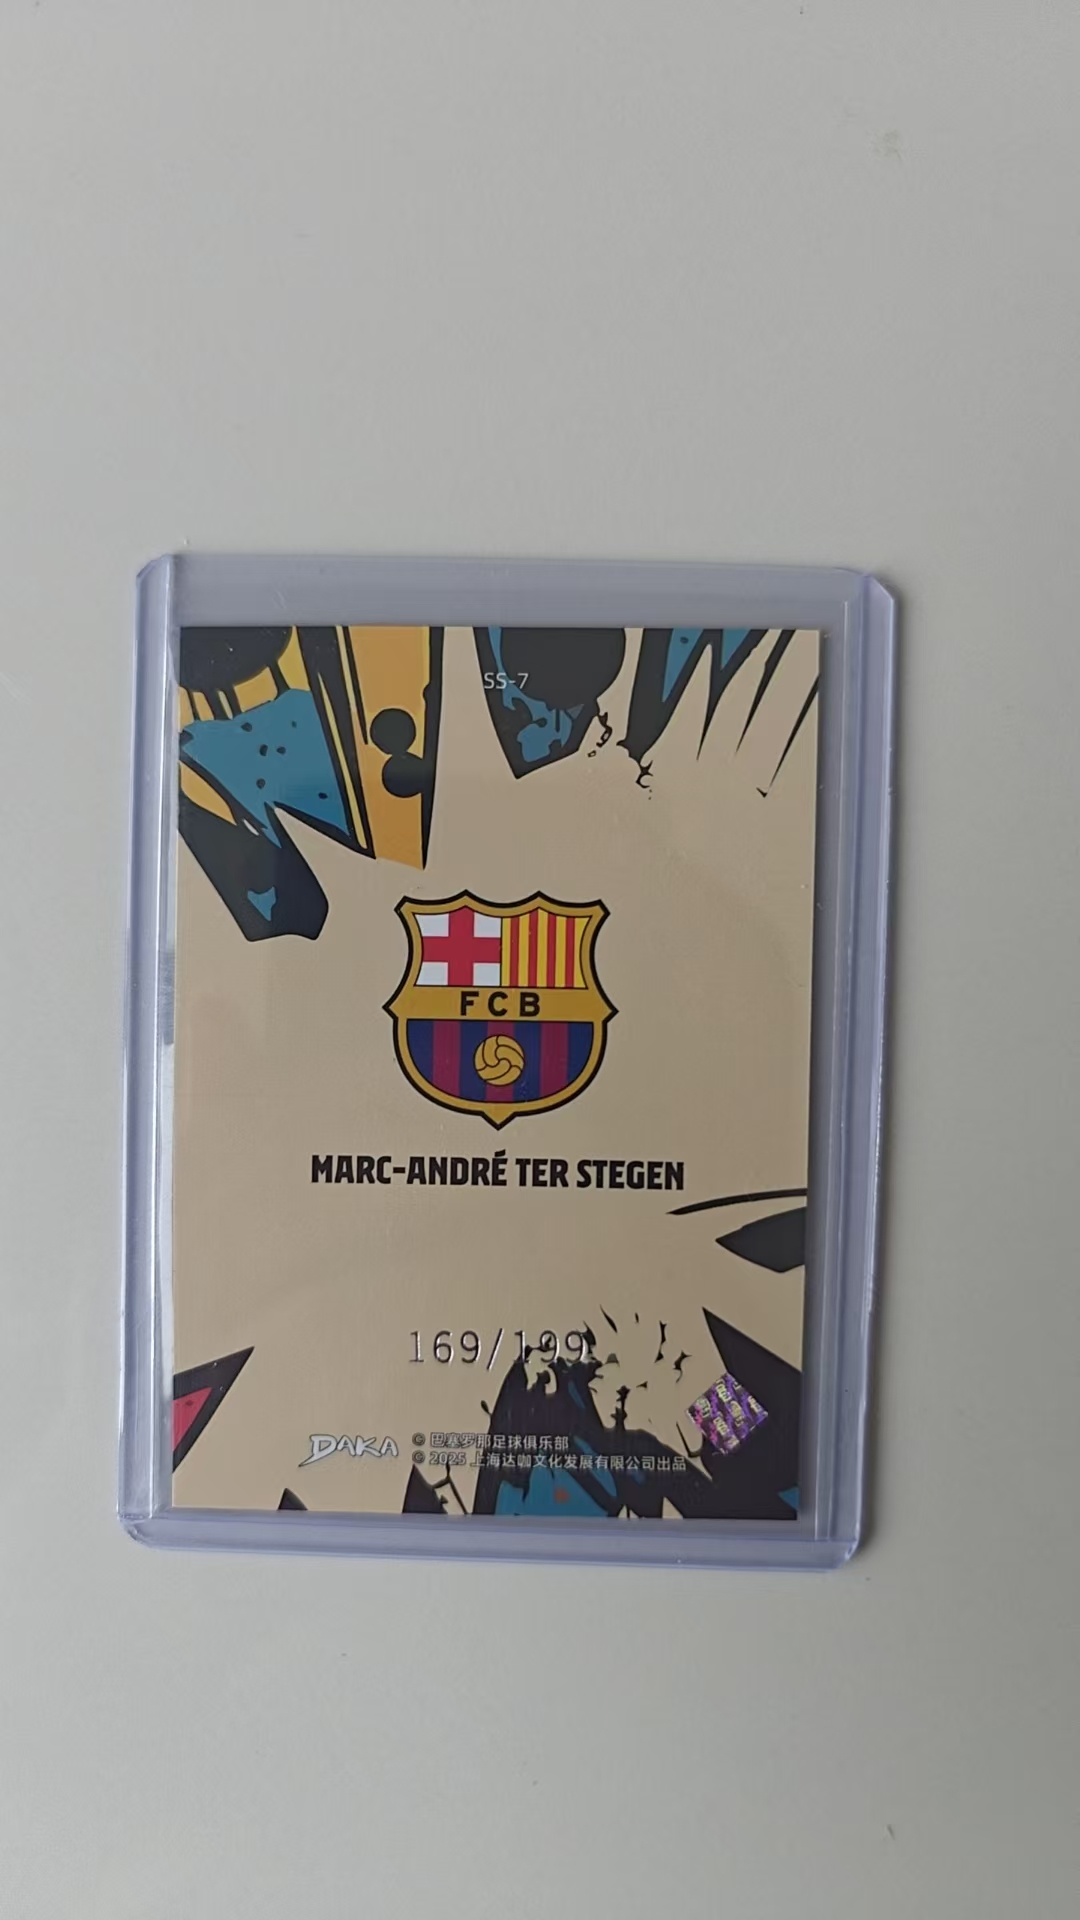 SS-7
FCB
MARC-ANDRÉ TER STEGEN
169/199
DAKA
© 巴塞罗那足球俱乐部
© 2025 上海达咖文化发展有限公司出品